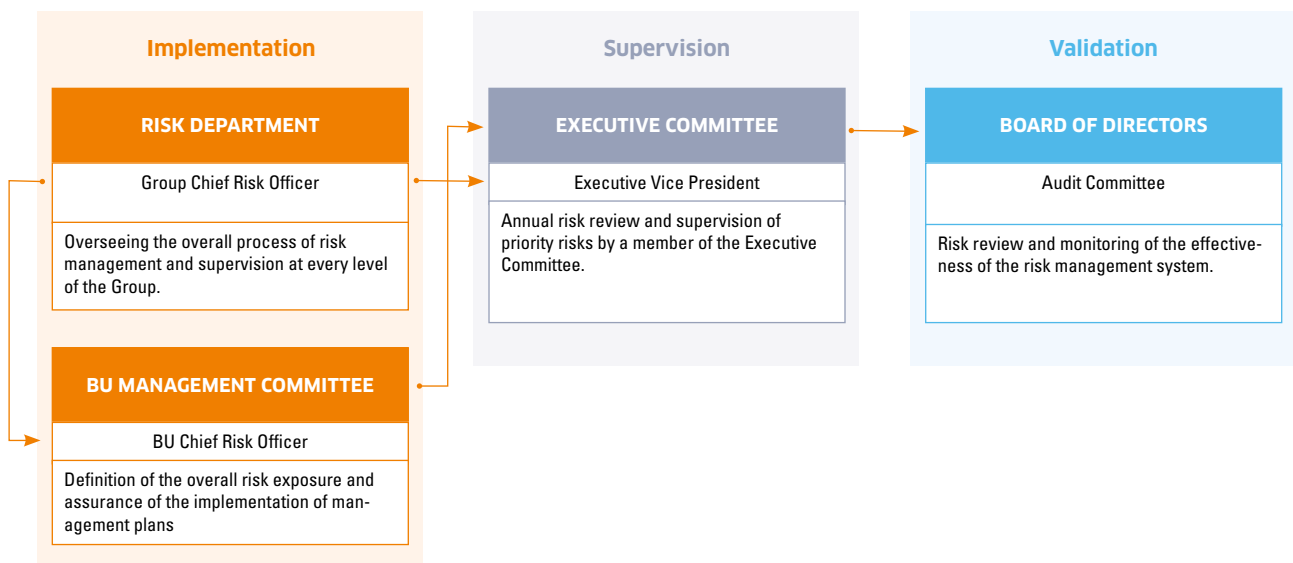 Implementation
RISK DEPARTMENT
Group Chief Risk Officer
Overseeing the overall process of risk
management and supervision at every level
of the Group.
BU MANAGEMENT COMMITTEE
BU Chief Risk Officer
Definition of the overall risk exposure and
assurance of the implementation of man-
agement plans
Supervision
EXECUTIVE COMMITTEE
Executive Vice President
Annual risk review and supervision of
priority risks by a member of the Executive
Committee.
Validation
BOARD OF DIRECTORS
Audit Committee
Risk review and monitoring of the effective-
ness of the risk management system.